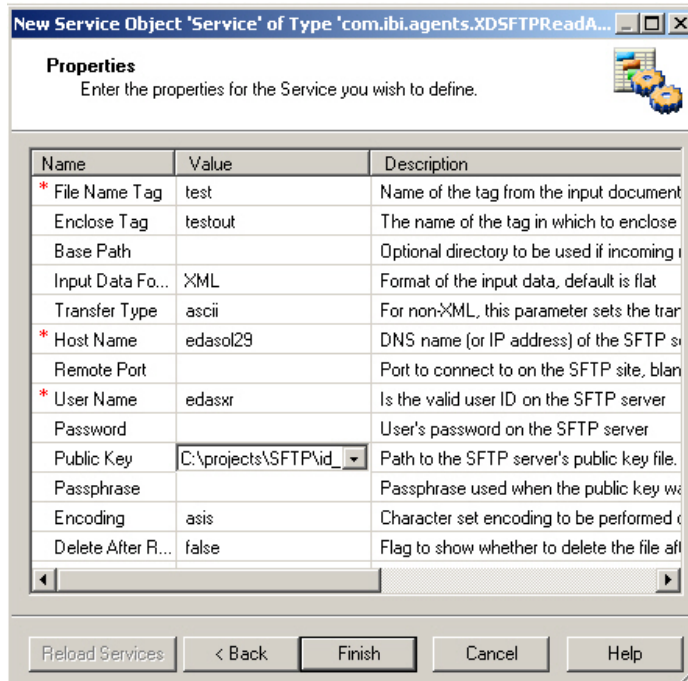 New Service Object 'Service' of Type 'com.ibi.agents.XDSFTPReadA...
Properties
Enter the properties for the Service you wish to define.
Name Value Description
* File Name Tag test Name of the tag from the input document
Enclose Tag testout The name of the tag in which to enclose
Base Path Optional directory to be used if incoming
Input Data Fo... XML Format of the input data, default is flat
Transfer Type ascii For non-XML, this parameter sets the tran
* Host Name edasol29 DNS name (or IP address) of the SFTP se
Remote Port Port to connect to on the SFTP site, blan
* User Name edasxr Is the valid user ID on the SFTP server
Password User's password on the SFTP server
Public Key C:\projects\SFTP\id_ Path to the SFTP server's public key file.
Passphrase Passphrase used when the public key wa
Encoding asis Character set encoding to be performed
Delete After R... false Flag to show whether to delete the file aft
Reload Services < Back Finish Cancel Help